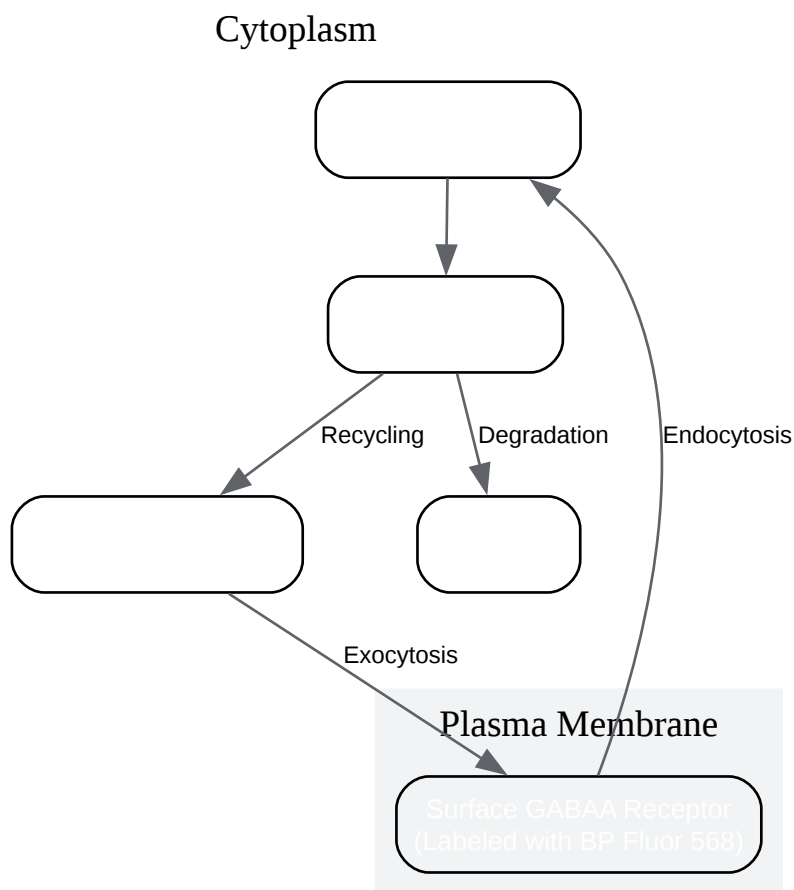 Cytoplasm
Recycling
Degradation
Endocytosis
Exocytosis
Plasma Membrane
Surface GABAA Receptor
(Labeled with BP Fluor 568)